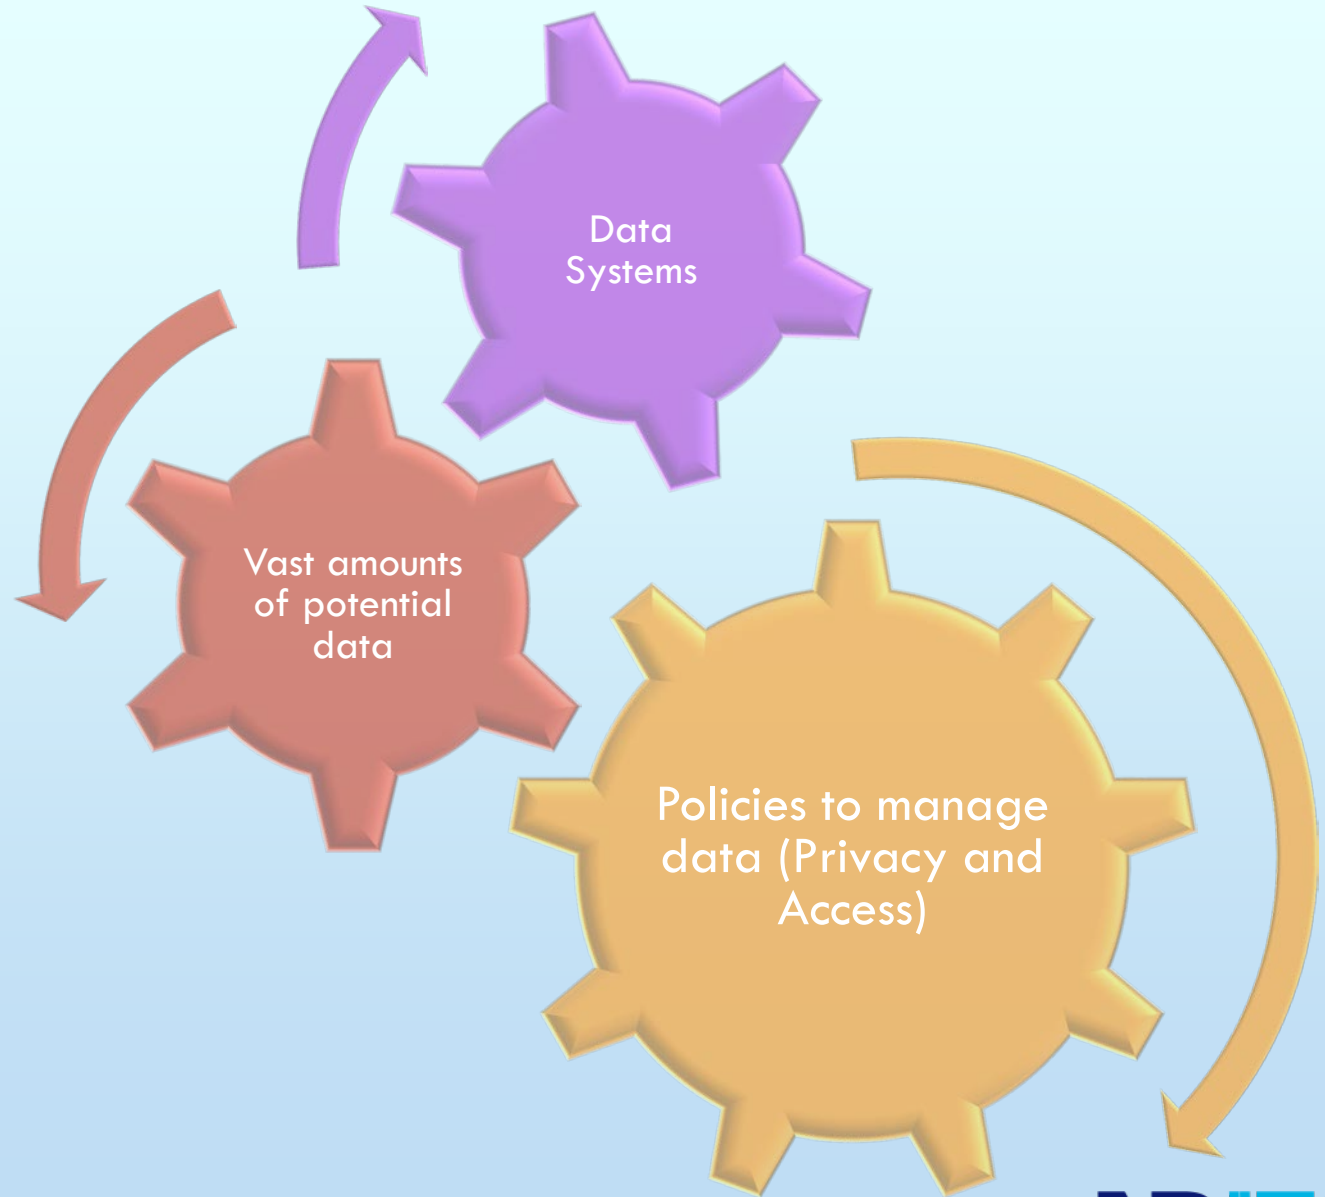 Data
Systems
Vast amounts
of potential
data
Policies to manage
data (Privacy and
Access)